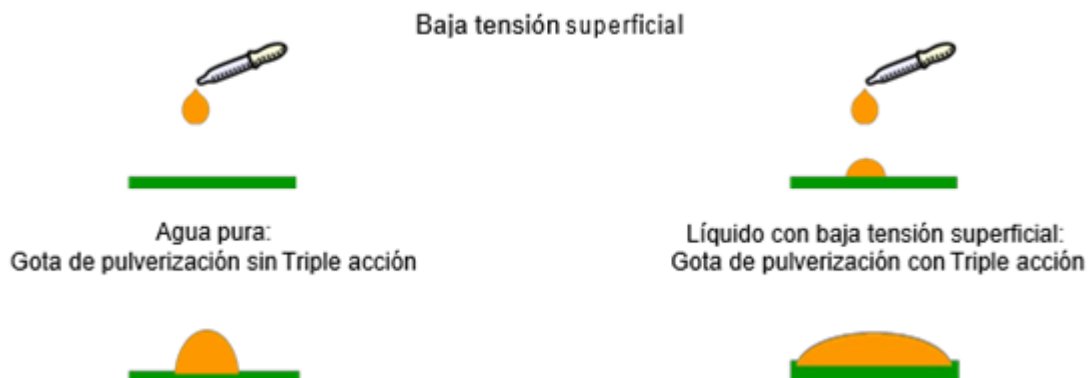 Baja tensión superficial
Agua pura:
Gota de pulverización sin Triple acción
Líquido con baja tensión superficial:
Gota de pulverización con Triple acción